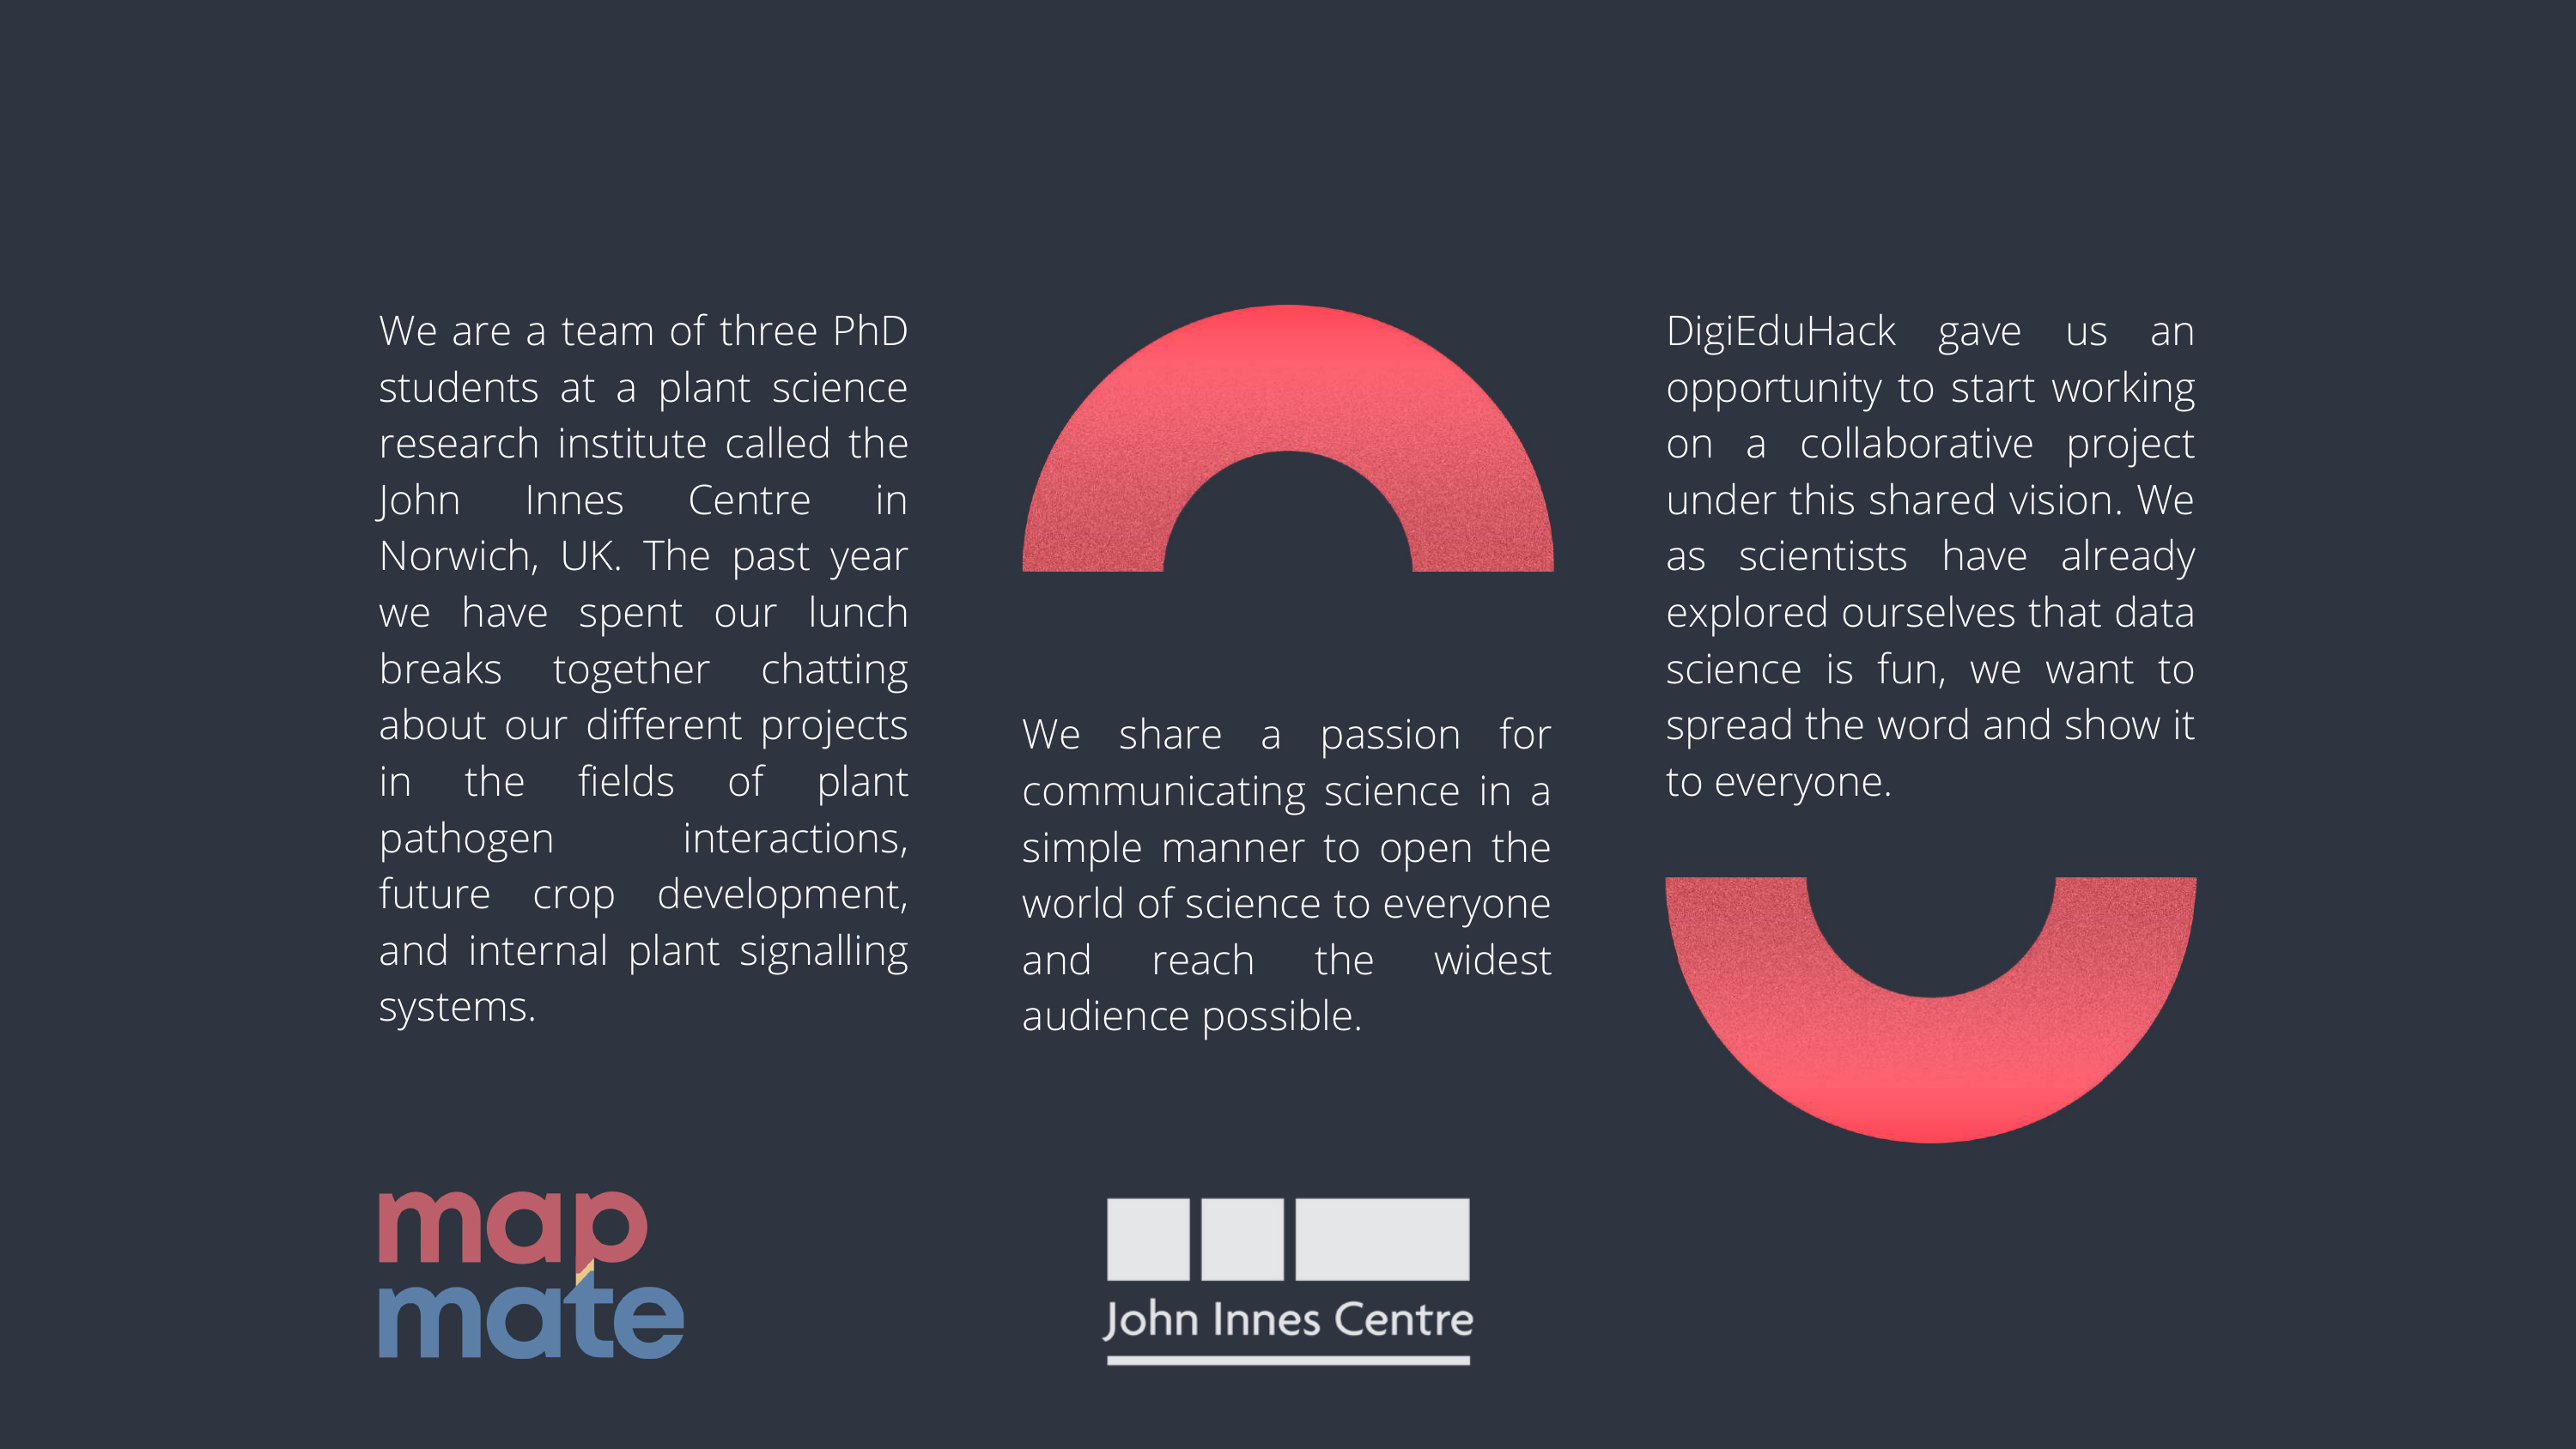 We are a team of three PhD
students at a plant science
research institute called the
John Innes Centre in
Norwich, UK. The past year
we have spent our lunch
breaks together chatting
about our different projects
in the fields of plant
pathogen interactions,
future crop development,
and internal plant signalling
systems.
We share a passion for
communicating science in a
simple manner to open the
world of science to everyone
and reach the widest
audience possible.
DigiEduHack gave us an
opportunity to start working
on a collaborative project
under this shared vision. We
as scientists have already
explored ourselves that data
science is fun, we want to
spread the word and show it
to everyone.
map
mate
John Innes Centre